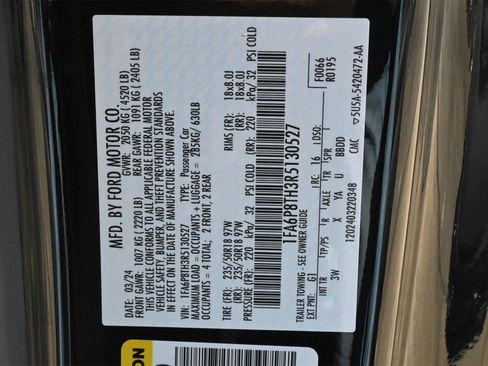 MFD. BY FORD MOTOR CO.
03/24 GVWR: 2050 KG (4520 LB)
FRONT GAWR: 1007 KG (2220 LB) REAR GAWR: 1091 KG (2405 LB)
THIS VEHICLE CONFORMS TO ALL APPLICABLE FEDERAL MOTOR
VEHICLE SAFETY, BUMPER, AND THEFT PREVENTION STANDARDS
IN EFFECT ON THE DATE OF MANUFACTURE SHOWN ABOVE.
VIN: 1FA6P8TH3R5130527 TYPE: Passenger Car
MAXIMUM LOAD = OCCUPANTS + LUGGAGE = 285KG/ 630LB
OCCUPANTS = 4 TOTAL; 2 FRONT, 2 REAR
TIRE (FR): 235/50R18 97W RIMS (FR): 18x8.0J
TIRE (RR): 235/50R18 97W (RR): 18x8.0J
(FR): 220 kPa/ 32 PSI (RR): 220 kPa/ 32 PSI COLD
1FA6P8TH3R5130527
TRAILER TOWING - SEE OWNER GUIDE
F0066
EXT PNT: G1 RC: 16 DSO: R0195
INT TR TP/PS R AXLE TR SPR
3W X YA U BBDD
1202403220348 CMC 5U5A-5420472-AA
ON